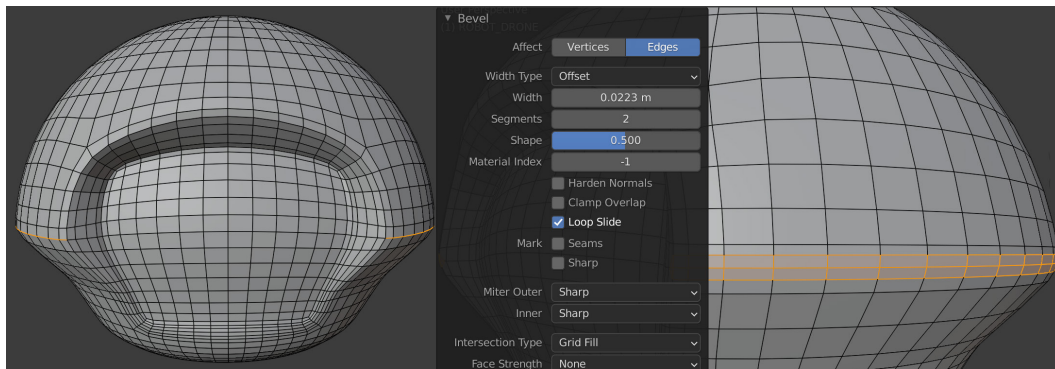 Bevel
(1) ROBOT_DRONE
Affect Vertices Edges
Width Type Offset
Width 0.0223 m
Segments 2
Shape 0.500
Material Index -1
Harden Normals
Clamp Overlap
Loop Slide
Mark Seams
Sharp
Miter Outer Sharp
Inner Sharp
Intersection Type Grid Fill
Face Strength None